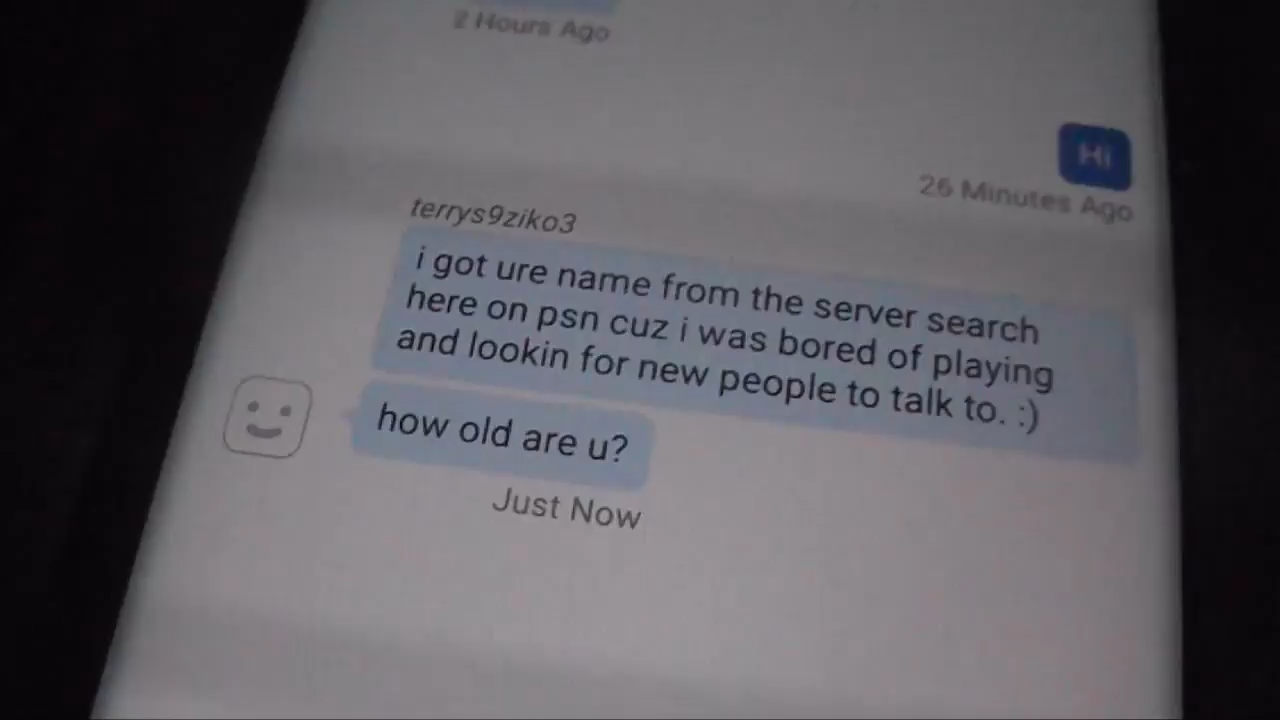 2 Hours Ago
Hi
26 Minutes Ago
terrys9ziko3
i got ure name from the server search
here on psn cuz i was bored of playing
and lookin for new people to talk to. :)
how old are u?
Just Now